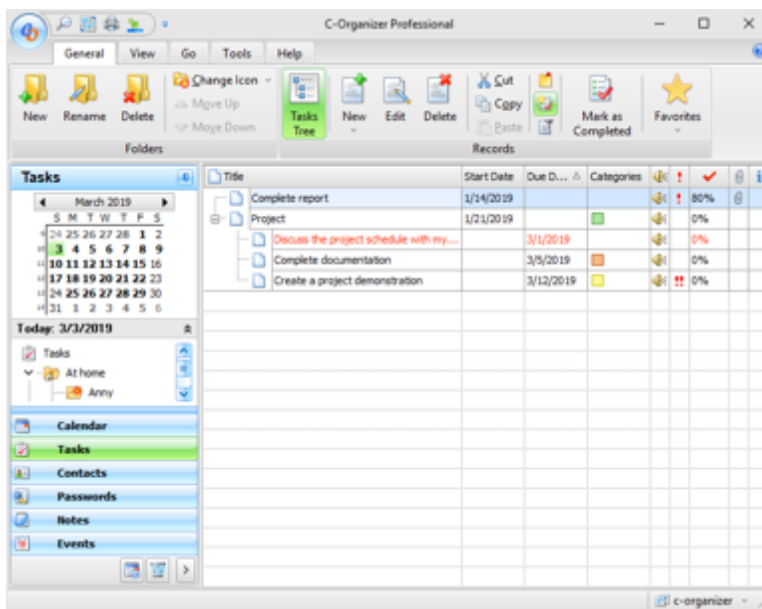 C-Organizer Professional
General View Go Tools Help
New Rename Delete Change Icon Move Up Move Down
Folders
Tasks Tree New Edit Delete Cut Copy Paste Mark as Completed Favorites
Records
Tasks
March 2019
S M T W T F S
24 25 26 27 28 1 2
3 4 5 6 7 8 9
10 11 12 13 14 15 16
17 18 19 20 21 22 23
24 25 26 27 28 29 30
31 1 2 3 4 5 6
Today: 3/3/2019
Tasks
At home
Anny
Calendar
Tasks
Contacts
Passwords
Notes
Events
Title Start Date Due D... Categories
Complete report 1/14/2019 ! 80%
Project 1/21/2019 0%
Discuss the project schedule with my... 3/1/2019 0%
Complete documentation 3/5/2019 0%
Create a project demonstration 3/12/2019 !! 0%
c-organizer